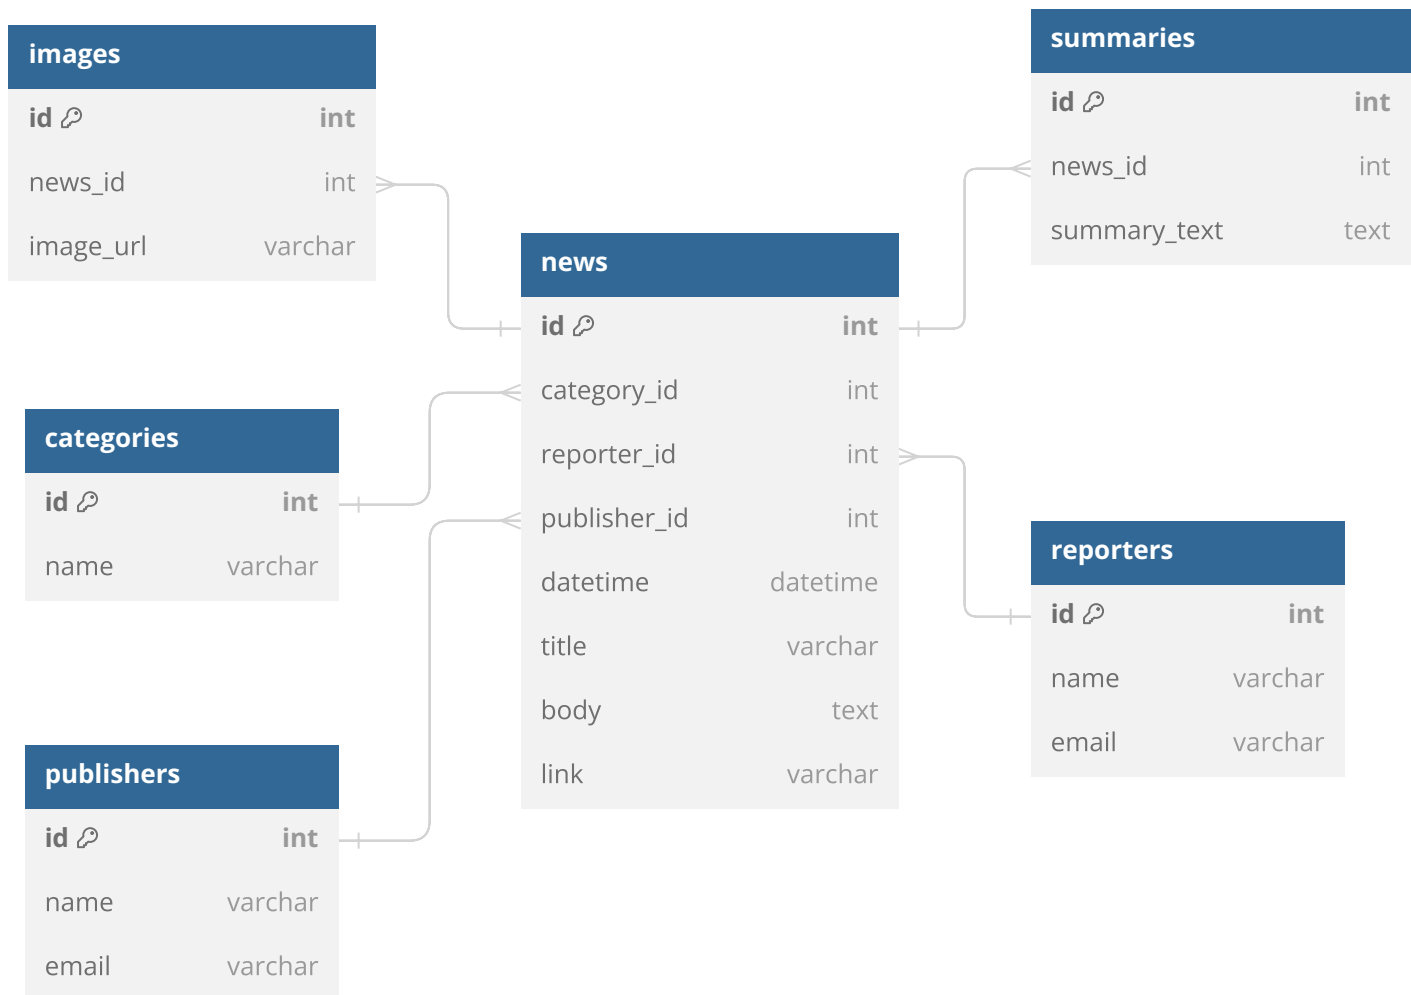 images
id int
news_id int
image_url varchar
summaries
id int
news_id int
summary_text text
news
id int
category_id int
reporter_id int
publisher_id int
datetime datetime
title varchar
body text
link varchar
categories
id int
name varchar
reporters
id int
name varchar
email varchar
publishers
id int
name varchar
email varchar